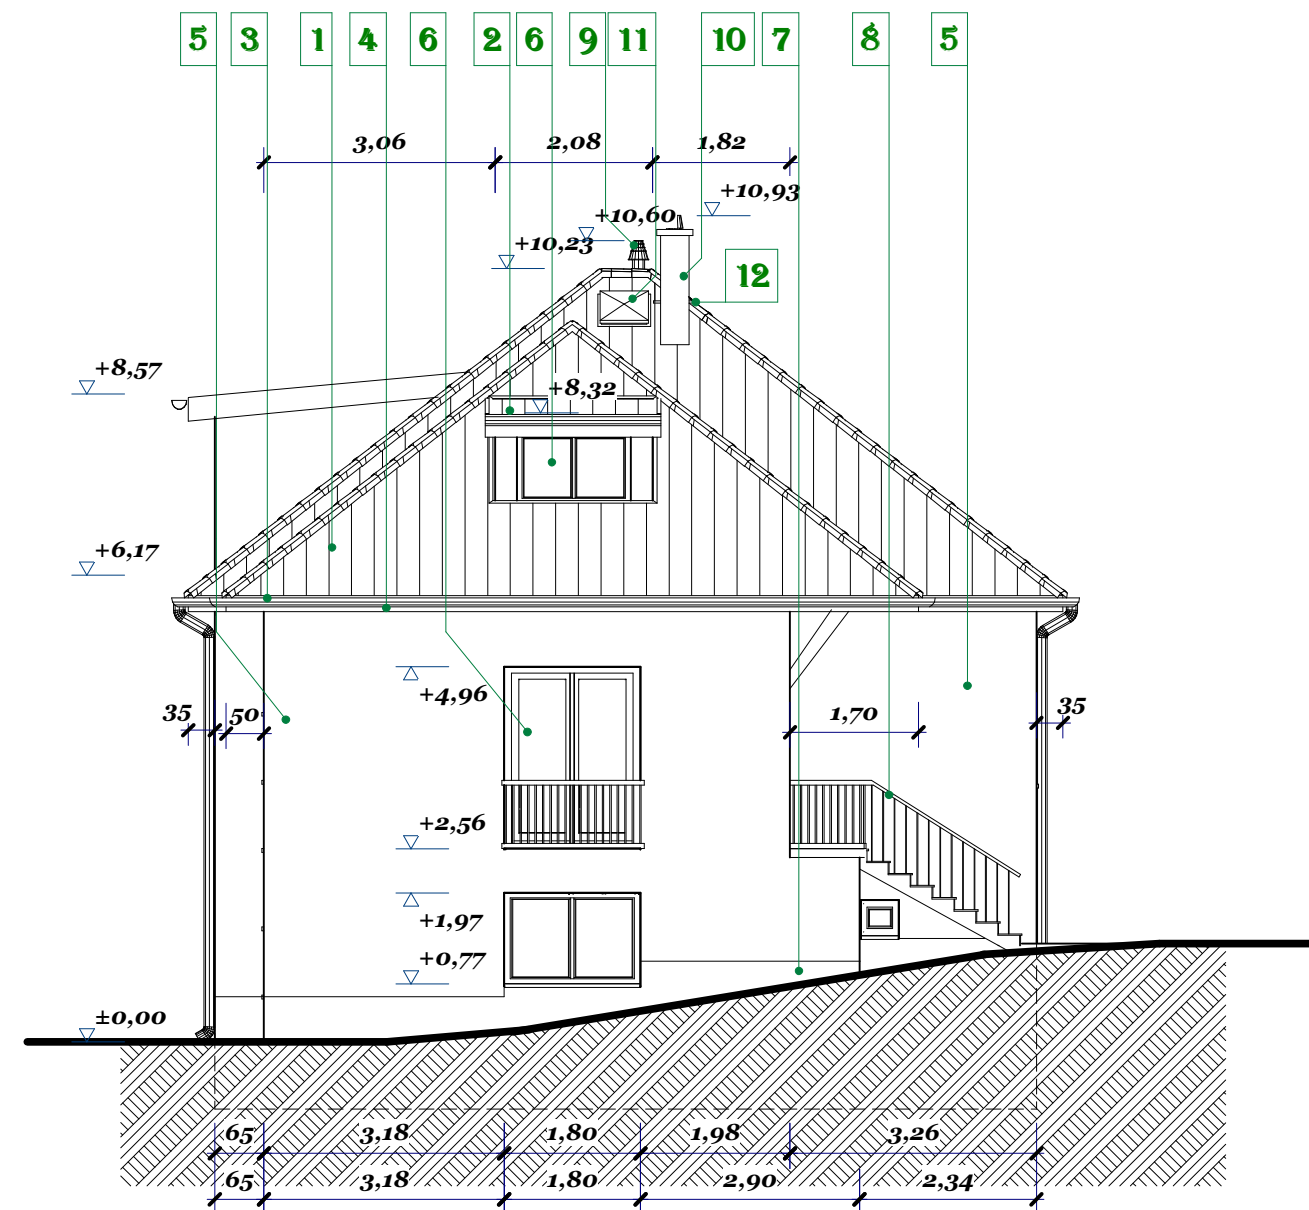 5 3 1 4 6 2 6 9 11 10 7 8 5
3,06 2,08 1,82
+10,93
+10,60
+10,23
12
+8,57
+8,32
+6,17
+4,96
35 50 1,70 35
+2,56
+1,97
+0,77
±0,00
65 3,18 1,80 1,98 3,26
65 3,18 1,80 2,90 2,34